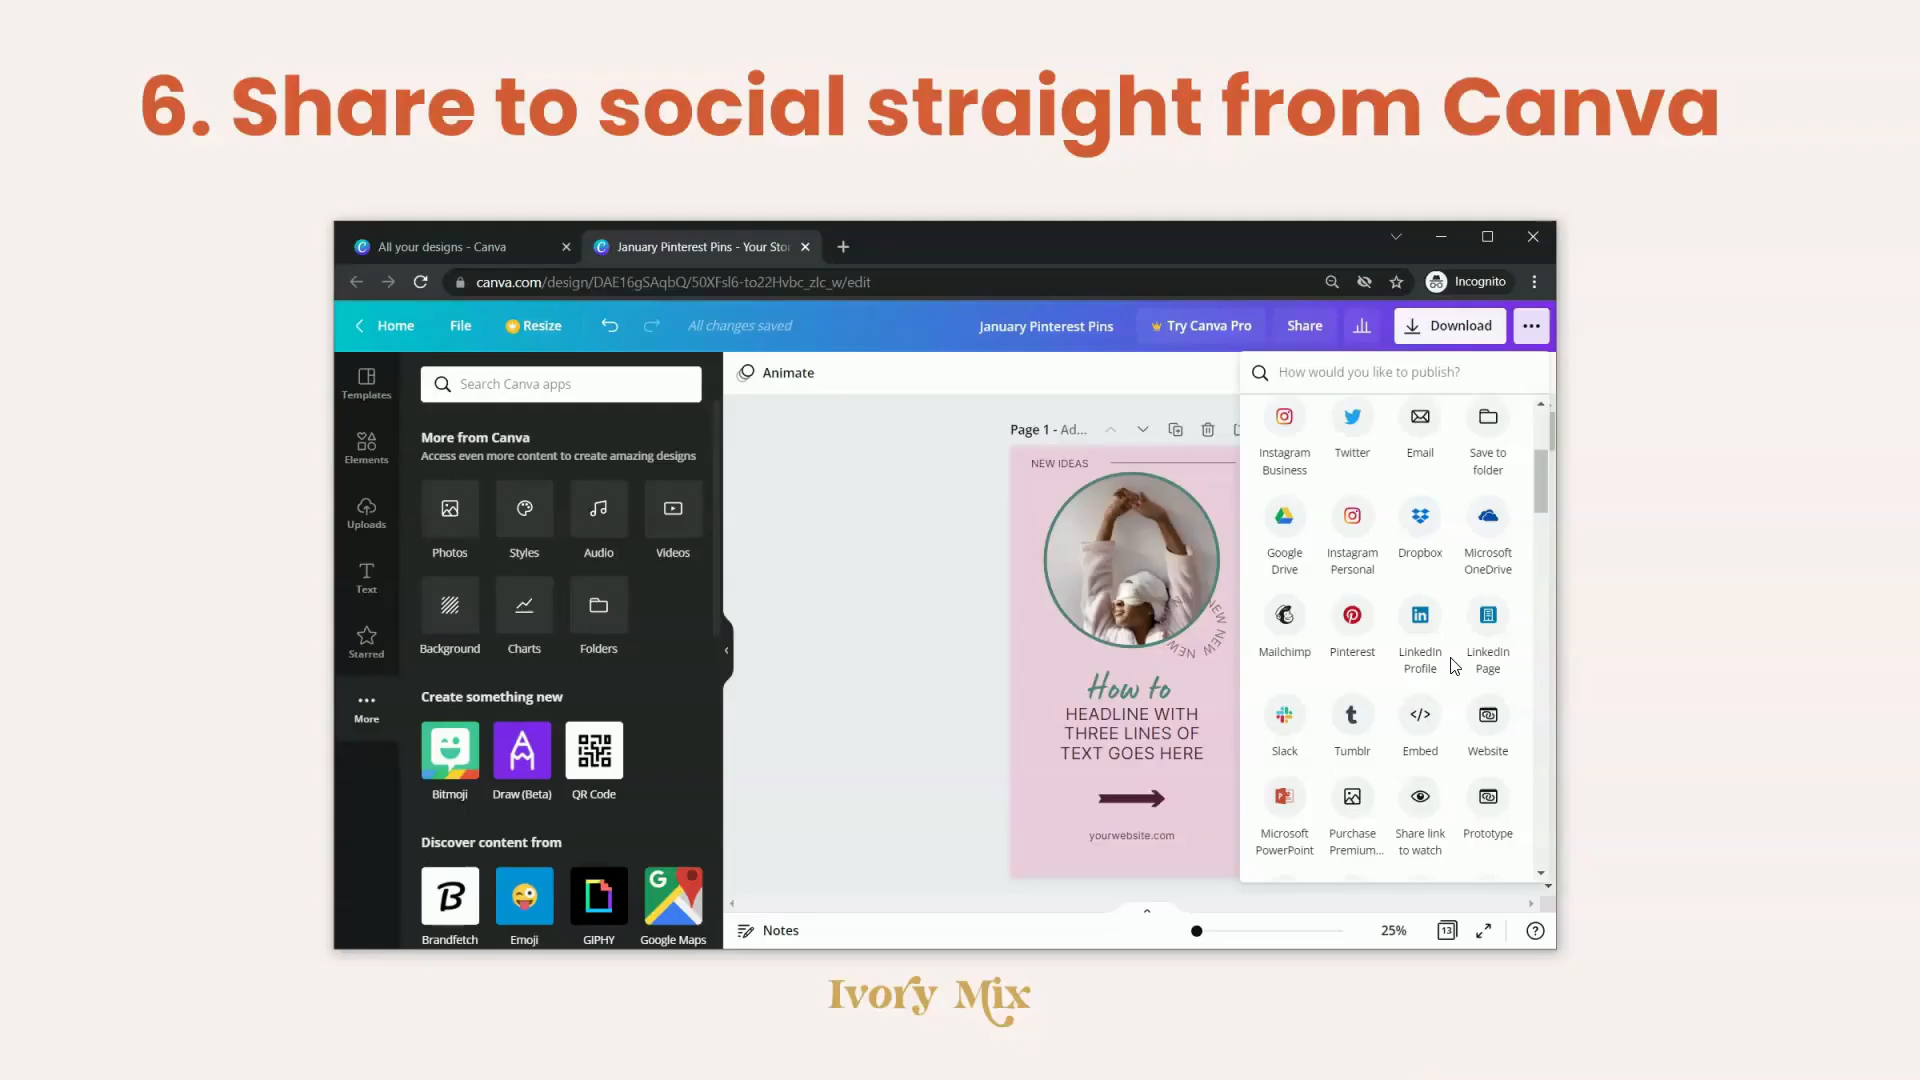 6. Share to social straight from Canva
All your designs - Canva
January Pinterest Pins - Your Sto
canva.com/design/DAE16gSAqbQ/50XFsl6-to22Hvbc_zlc_w/edit
Incognito
Home
File
Resize
All changes saved
January Pinterest Pins
Try Canva Pro
Share
Download
Templates
Elements
Uploads
Text
Starred
More
Search Canva apps
More from Canva
Access even more content to create amazing designs
Photos
Styles
Audio
Videos
Background
Charts
Folders
Create something new
Bitmoji
Draw (Beta)
QR Code
Discover content from
Brandfetch
Emoji
GIPHY
Google Maps
Animate
Page 1 - Ad...
NEW IDEAS
NEW NEW NEW NEW
How to
HEADLINE WITH
THREE LINES OF
TEXT GOES HERE
yourwebsite.com
How would you like to publish?
Instagram
Business
Twitter
Email
Save to
folder
Google
Drive
Instagram
Personal
Dropbox
Microsoft
OneDrive
Mailchimp
Pinterest
LinkedIn
Profile
LinkedIn
Page
Slack
Tumblr
Embed
Website
Microsoft
PowerPoint
Purchase
Premium...
Share link
to watch
Prototype
Notes
25%
13
Ivory Mix